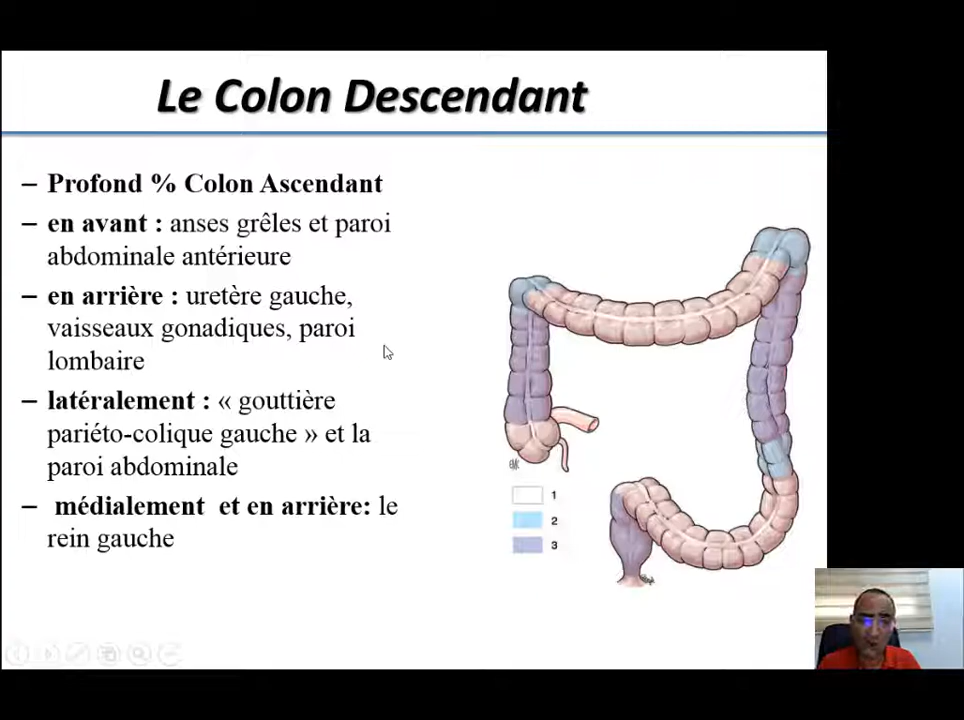 Le Colon Descendant
– Profond % Colon Ascendant
– en avant : anses grêles et paroi
abdominale antérieure
– en arrière : uretère gauche,
vaisseaux gonadiques, paroi
lombaire
– latéralement : « gouttière
pariéto-colique gauche » et la
paroi abdominale
– médialement et en arrière: le
rein gauche
1
2
3